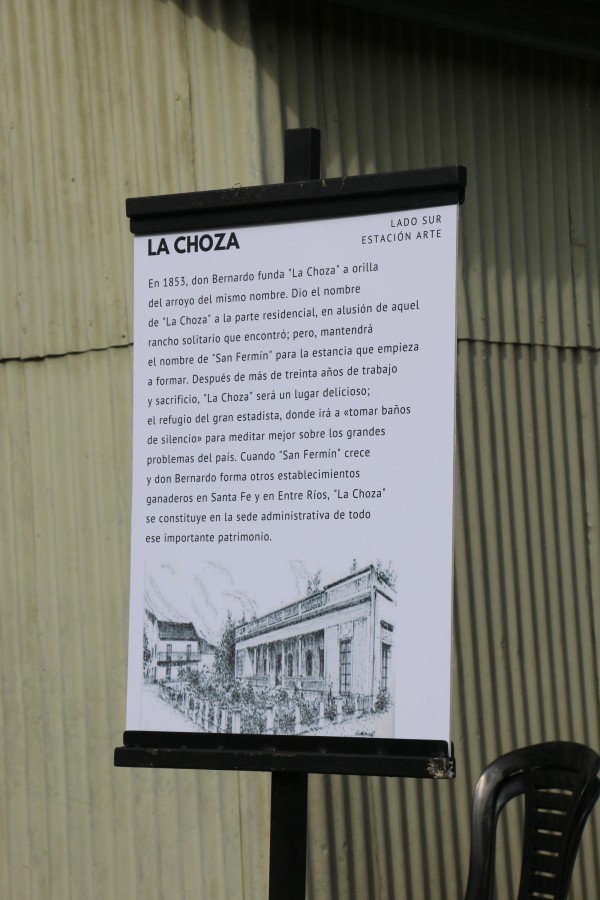 LA CHOZA
LADO SUR
ESTACIÓN ARTE
En 1853, don Bernardo funda "La Choza" a orilla
del arroyo del mismo nombre. Dio el nombre
de "La Choza" a la parte residencial, en alusión de aquel
rancho solitario que encontró; pero, mantendrá
el nombre de "San Fermín" para la estancia que empieza
a formar. Después de más de treinta años de trabajo
y sacrificio, "La Choza" será un lugar delicioso;
el refugio del gran estadista, donde irá a «tomar baños
de silencio» para meditar mejor sobre los grandes
problemas del país. Cuando "San Fermín" crece
y don Bernardo forma otros establecimientos
ganaderos en Santa Fe y en Entre Ríos, "La Choza"
se constituye en la sede administrativa de todo
ese importante patrimonio.